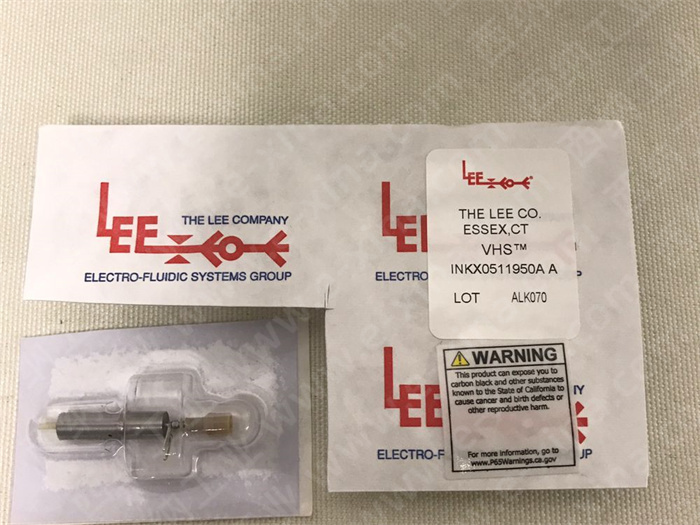 LEE
THE LEE COMPANY
ELECTRO-FLUIDIC SYSTEMS GROUP
LEE
LEE
THE LEE CO.
ESSEX,CT
VHS™
INKX0511950A A
LOT ALK070
ELECTRO
OUP
WARNING
This product can expose you to
carbon black and other substances
known to the State of California to
cause cancer and birth defects or
other reproductive harm.
For more information, go to
www.P65Warnings.ca.gov
LEE
PANY
ELECTRO-F
GROUP